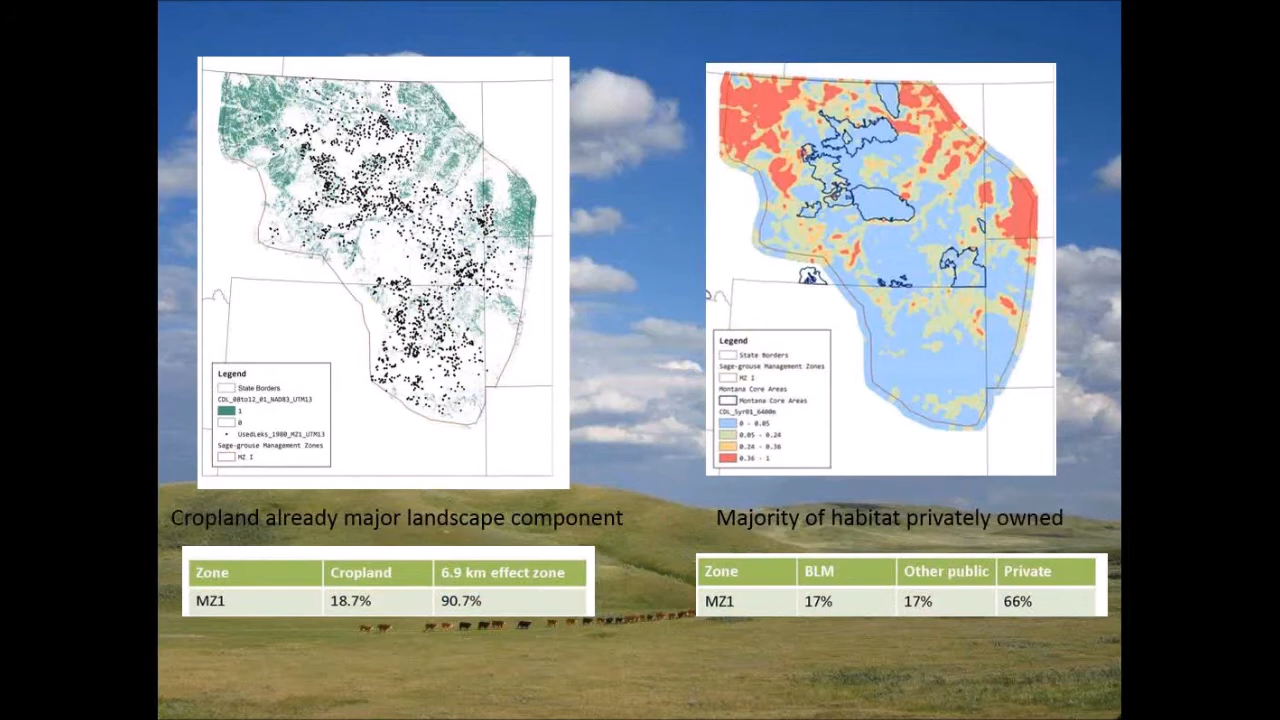 Legend
State Borders
CDL_08to12_01_NAD83_UTM13
1
0
UsedLeks_1980_MZ1_UTM13
Sage-grouse Management Zones
MZ I
Legend
State Borders
Sage-grouse Management Zones
MZ I
Montana Core Areas
Montana Core Areas
CDL_5yr01_6400m
0 - 0.05
0.05 - 0.24
0.24 - 0.36
0.36 - 1
Cropland already major landscape component
Majority of habitat privately owned
Zone Cropland 6.9 km effect zone
MZ1 18.7% 90.7%
Zone BLM Other public Private
MZ1 17% 17% 66%